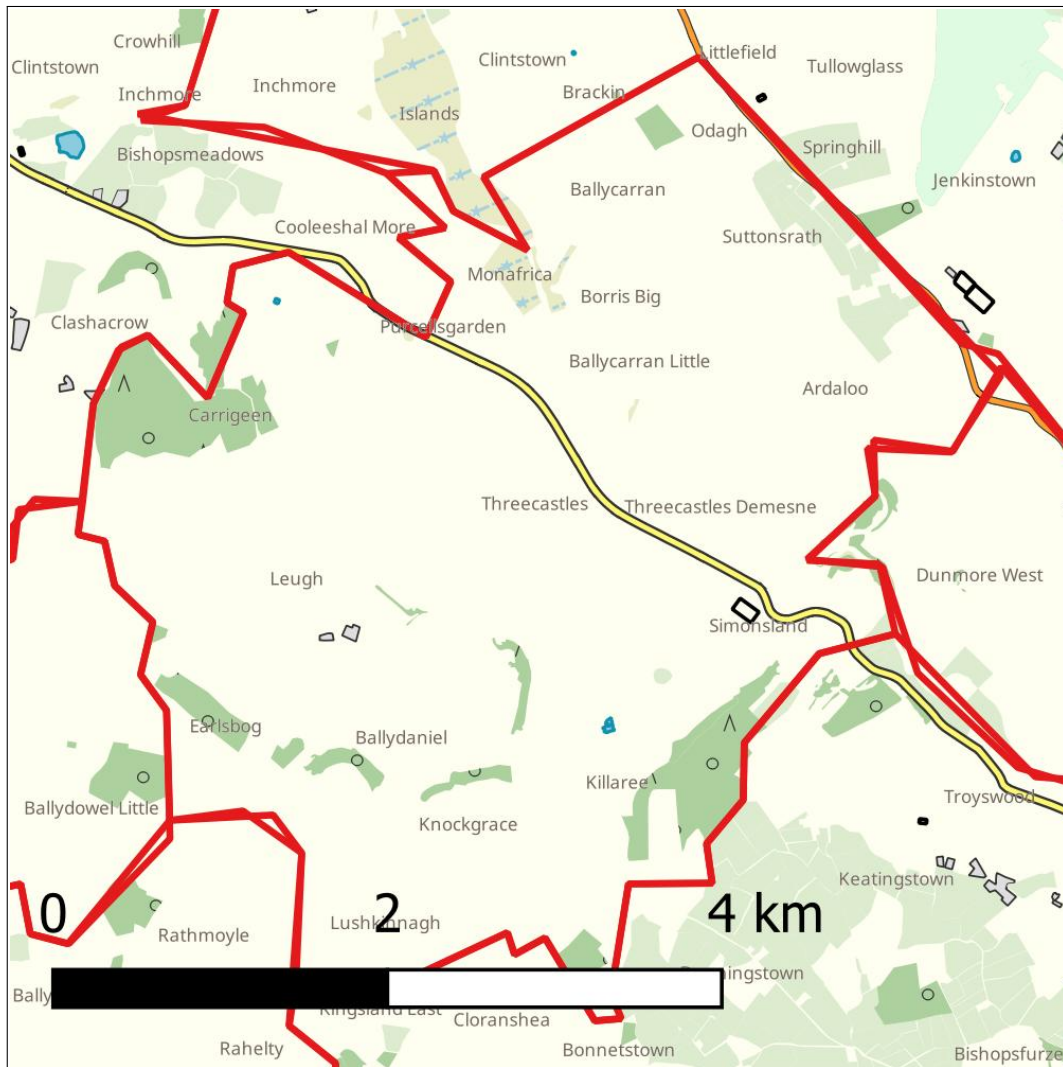 Crowhill
Clintstown
Inchmore
Inchmore
Islands
Clintstown
Brackin
Littlefield
Tullowglass
Odagh
Springhill
Bishopsmeadows
Jenkinstown
Ballycarran
Cooleeshal More
Suttonsrath
Monafrica
Borris Big
Clashacrow
Purcellsgarden
Ballycarran Little
Ardaloo
Carrigeen
Threecastles
Threecastles Demesne
Leugh
Dunmore West
Simonsland
Earlsbog
Ballydaniel
Killaree
Troyswood
Ballydowel Little
Knockgrace
Keatingstown
0
2
4 km
Lushkinnagh
Rathmoyle
Kingsland East
Cloranshea
Rahelty
Bonnetstown
Bishopsfurze